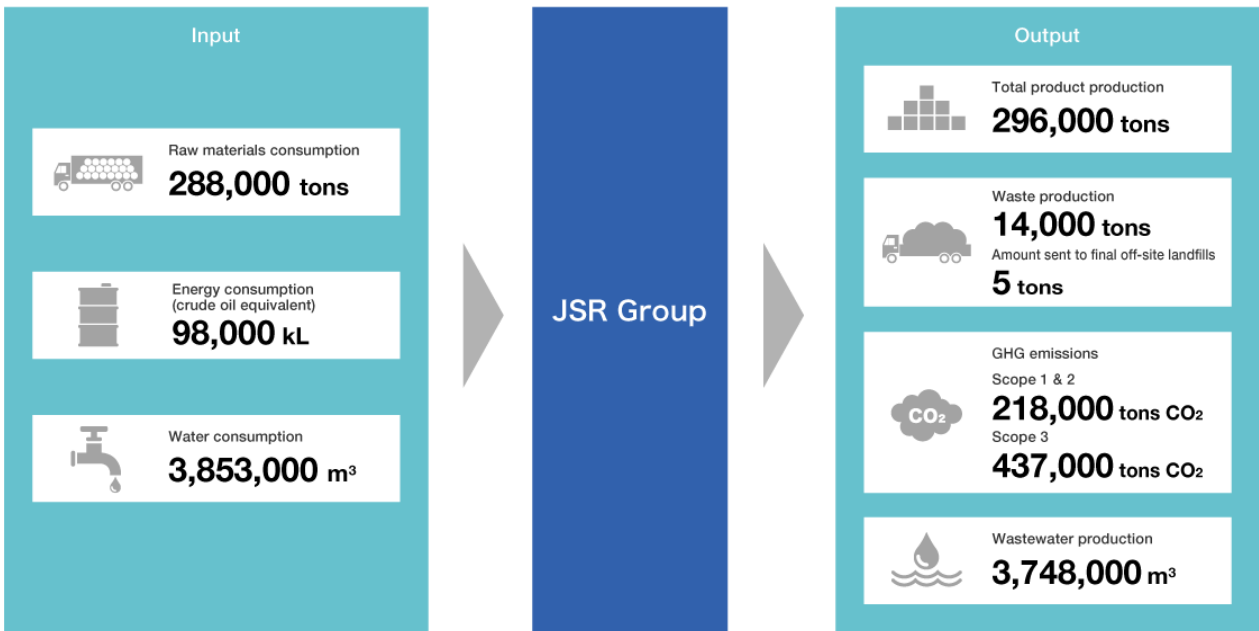 Input
Raw materials consumption
288,000 tons
Energy consumption
(crude oil equivalent)
98,000 kL
Water consumption
3,853,000 m³
JSR Group
Output
Total product production
296,000 tons
Waste production
14,000 tons
Amount sent to final off-site landfills
5 tons
GHG emissions
Scope 1 & 2
218,000 tons CO₂
Scope 3
437,000 tons CO₂
CO₂
Wastewater production
3,748,000 m³